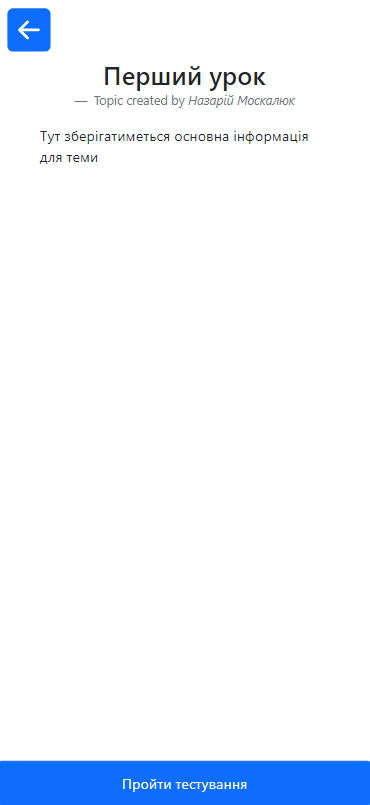 Перший урок
— Topic created by Назарій Москалюк
Тут зберігатиметься основна інформація
для теми
Пройти тестування